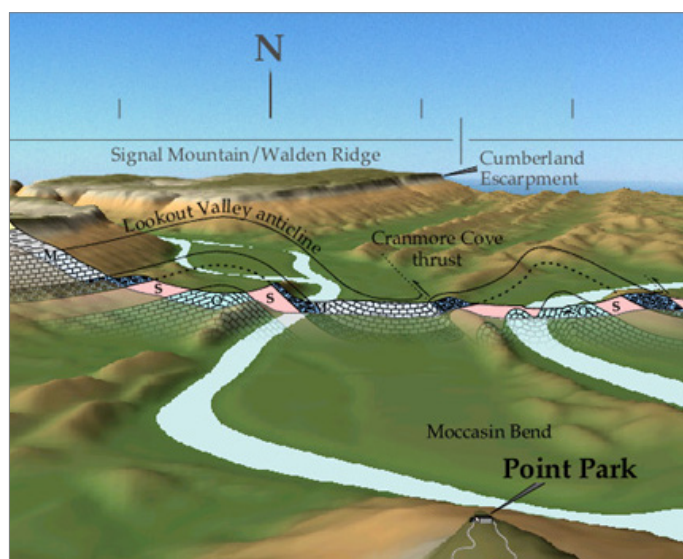 N
Signal Mountain/Walden Ridge
Cumberland
Escarpment
Lookout Valley anticline
Cranmore Cove
thrust
M
S
O
S
M
O
S
Moccasin Bend
Point Park